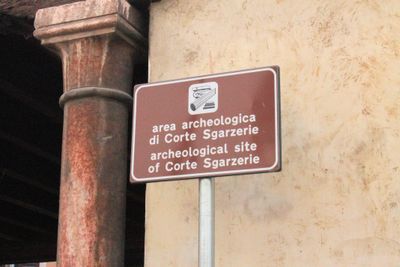 area archeologica
di Corte Sgarzerie
archeological site
of Corte Sgarzerie